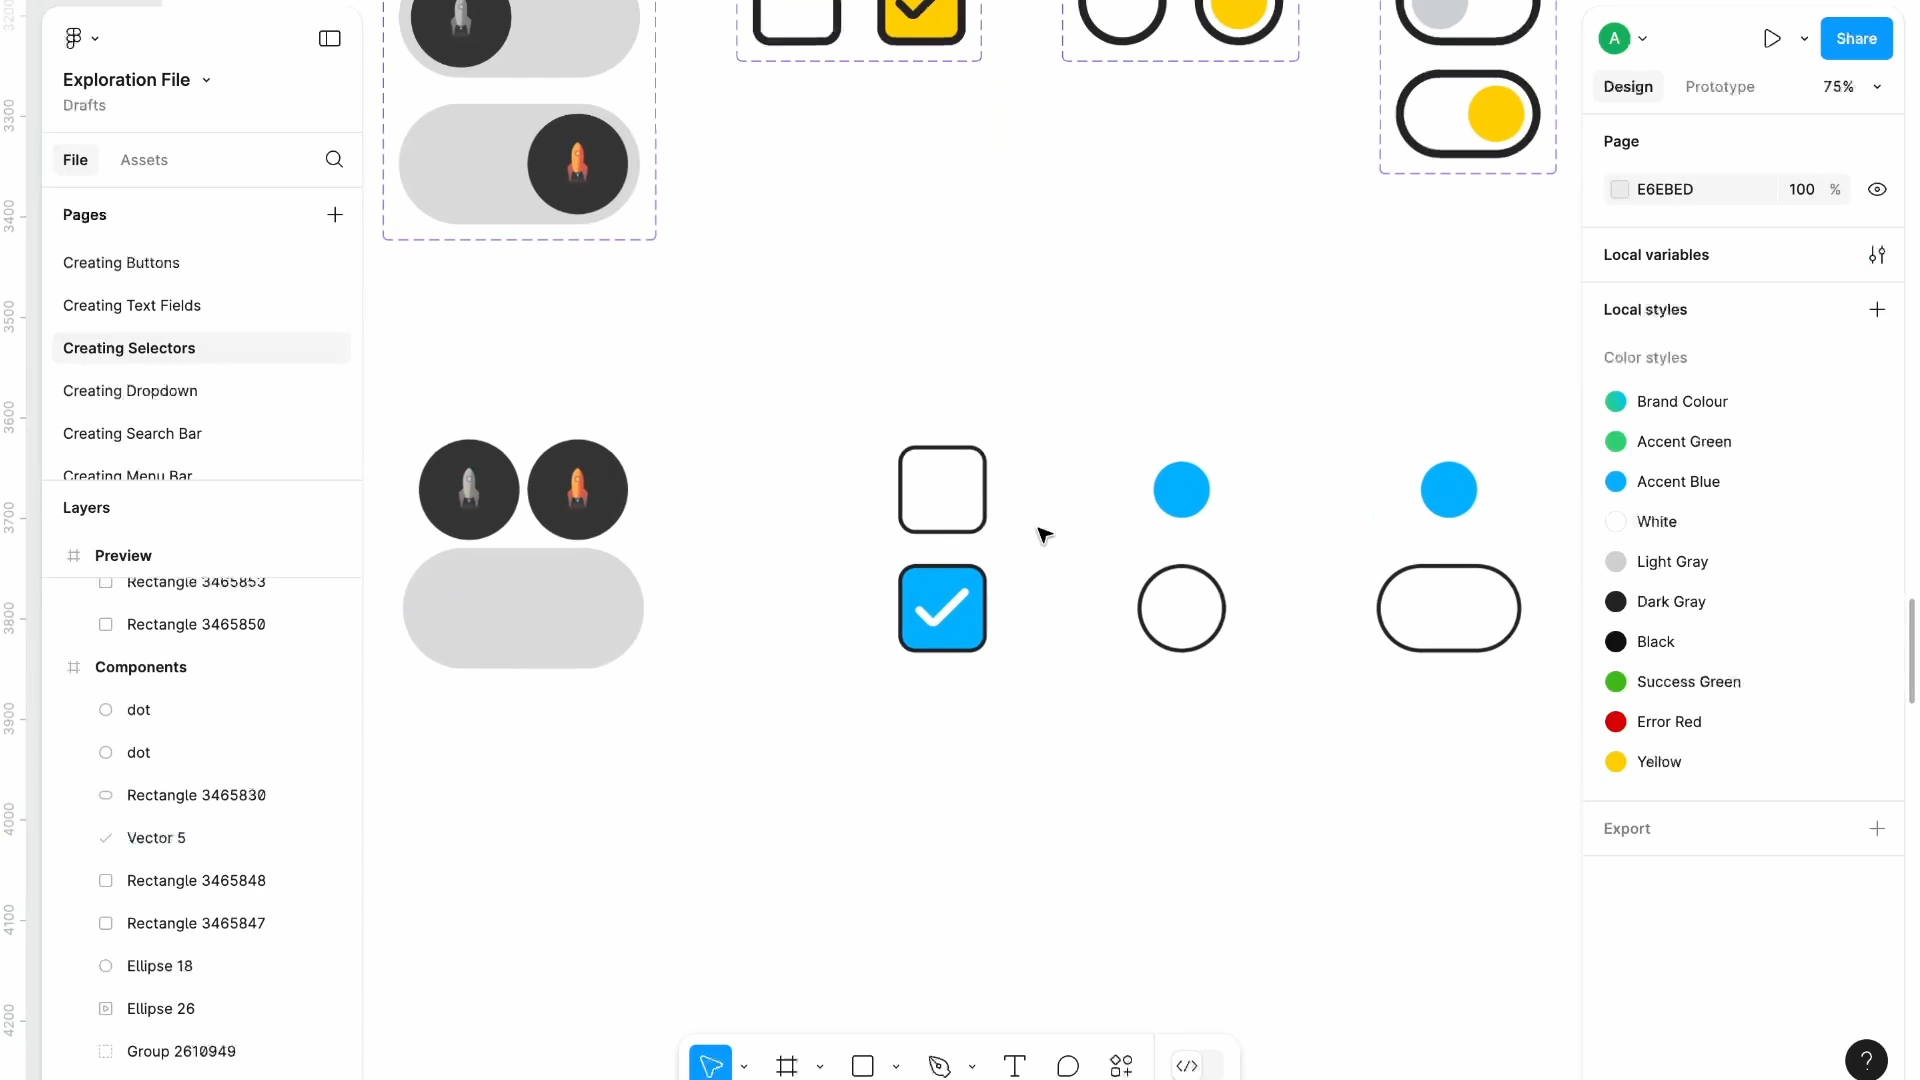 Exploration File
Drafts
File
Assets
Pages
Creating Buttons
Creating Text Fields
Creating Selectors
Creating Dropdown
Creating Search Bar
Creating Menu Bar
Layers
Preview
Rectangle 3465853
Rectangle 3465850
Components
dot
dot
Rectangle 3465830
Vector 5
Rectangle 3465848
Rectangle 3465847
Ellipse 18
Ellipse 26
Group 2610949
3300
3400
3500
3600
3700
3800
3900
4000
4100
4200
A
Share
Design
Prototype
75%
Page
E6EBED
100 %
Local variables
Local styles
Color styles
Brand Colour
Accent Green
Accent Blue
White
Light Gray
Dark Gray
Black
Success Green
Error Red
Yellow
Export
T
</>
?